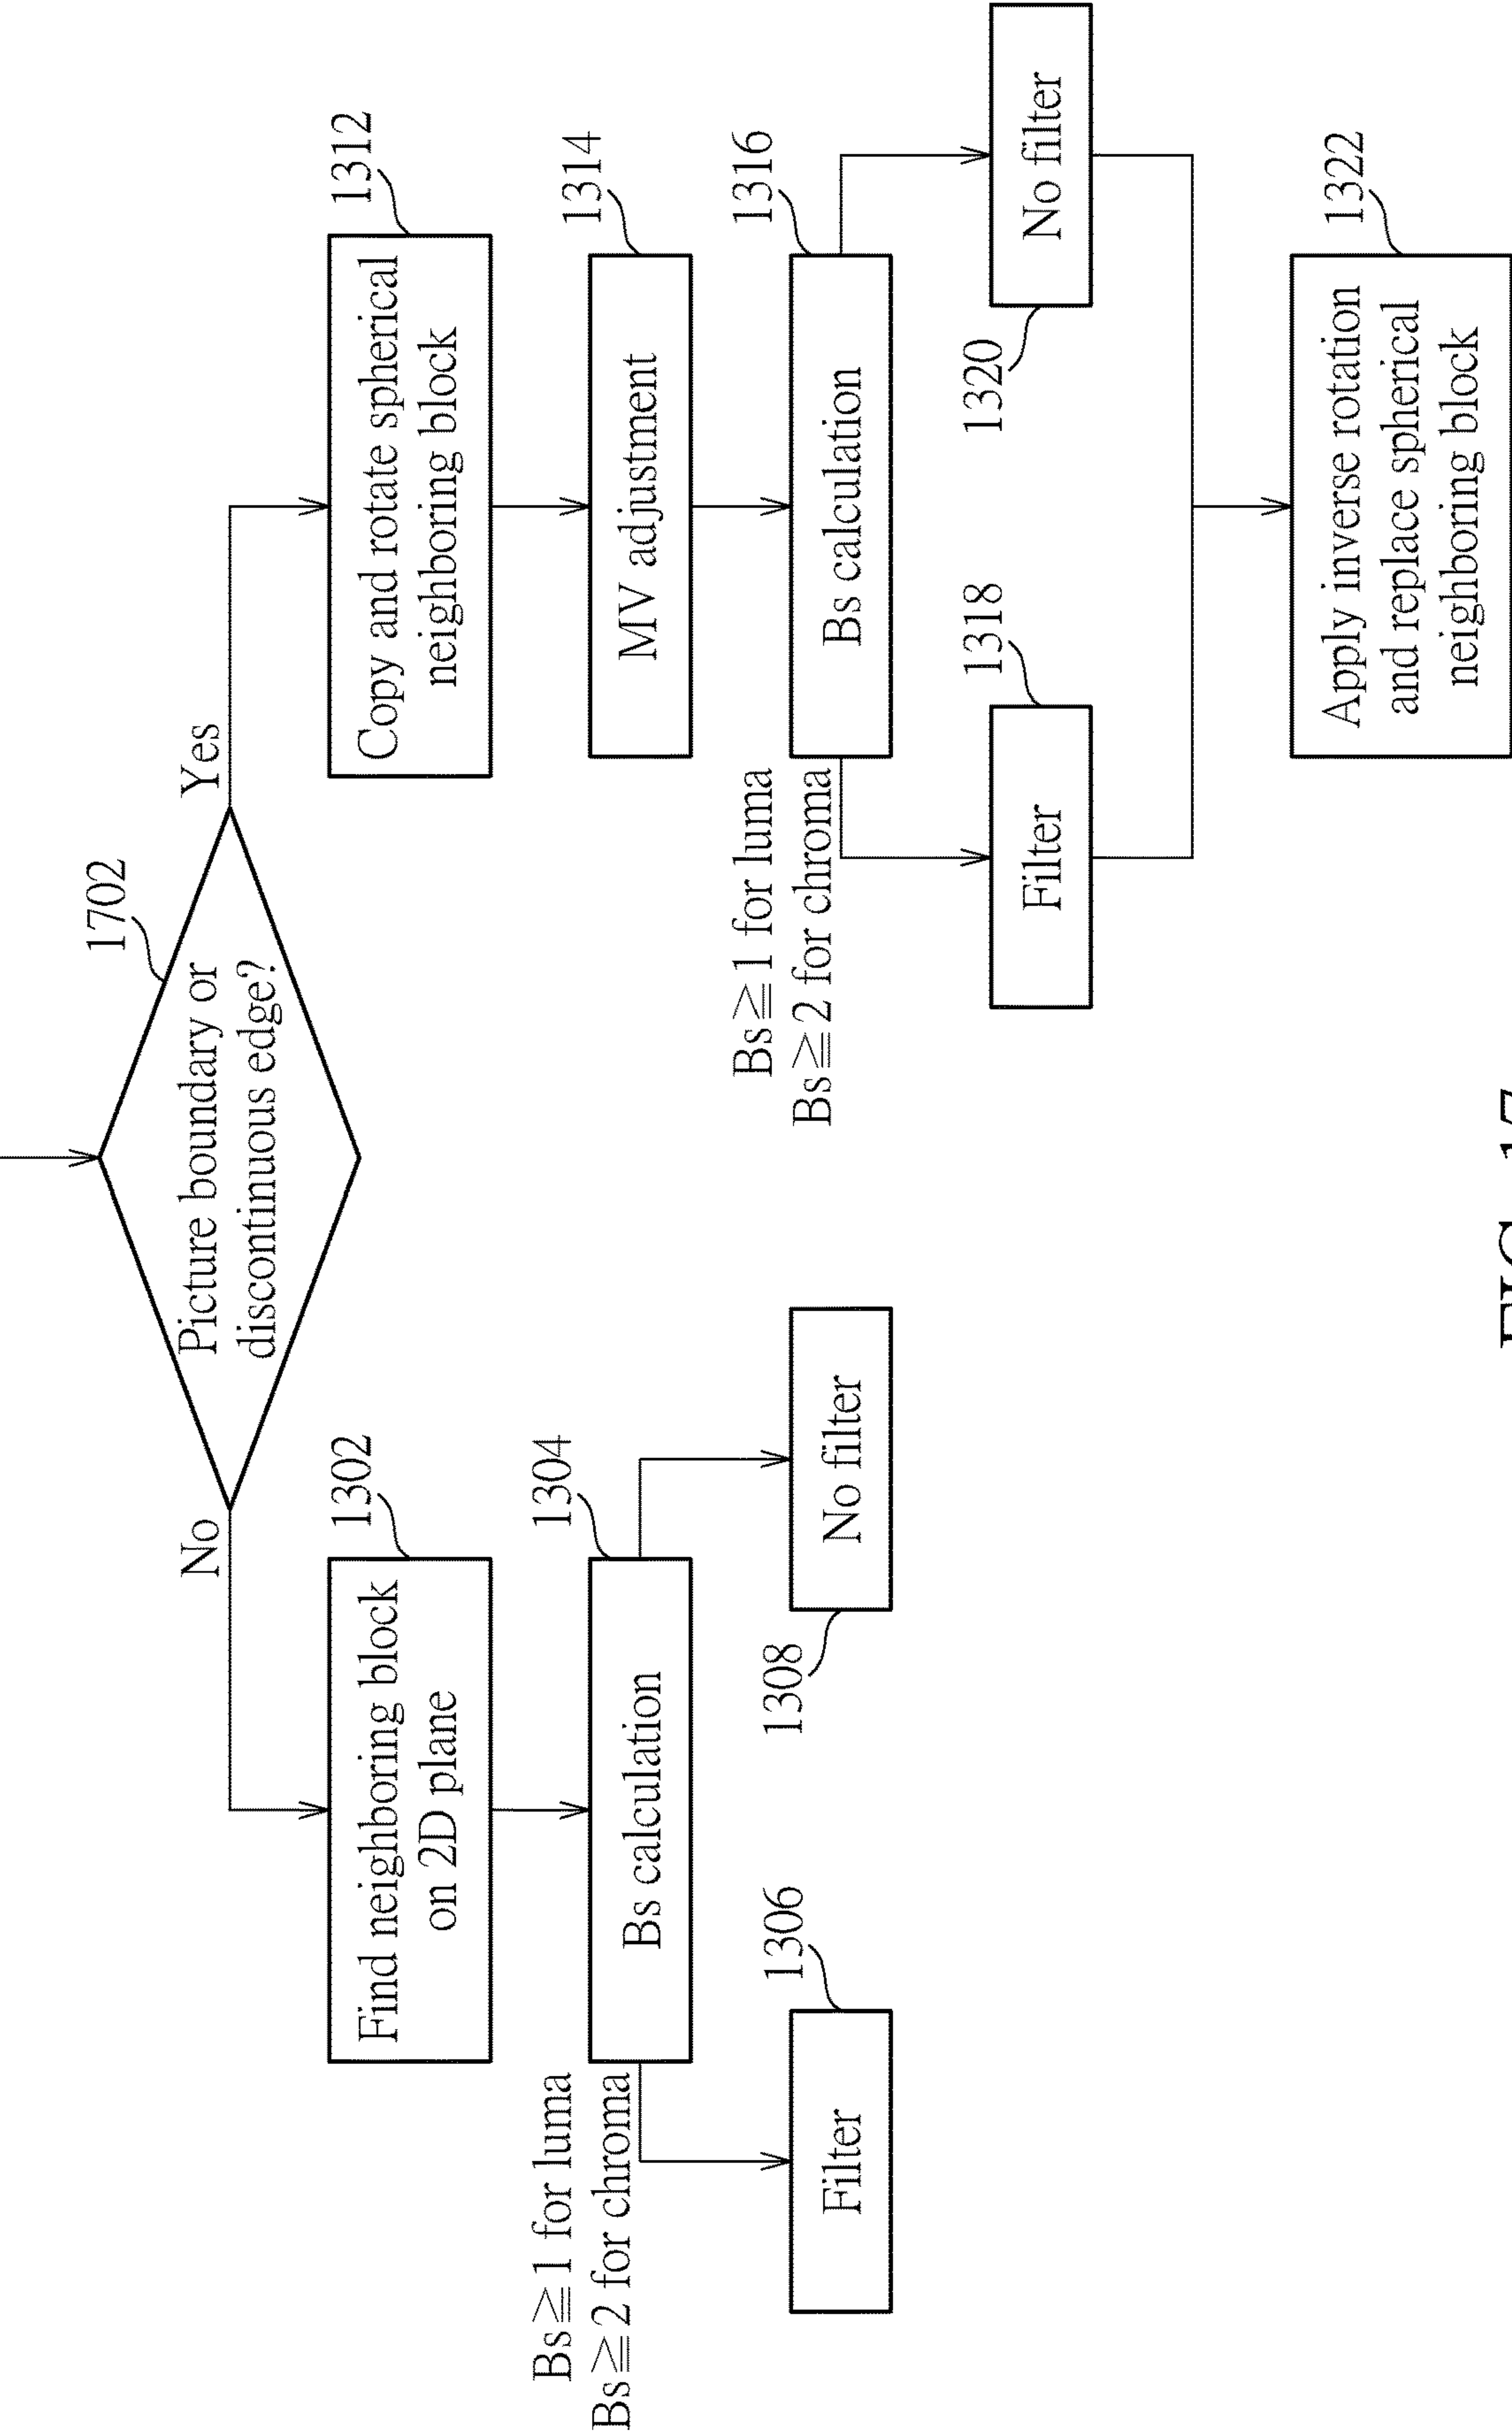 1702
Picture boundary or
discontinuous edge?
No
Yes
1302
Find neighboring block
on 2D plane
1304
Bs calculation
Bs≧1 for luma
Bs≧2 for chroma
1306
Filter
1308
No filter
1312
Copy and rotate spherical
neighboring block
1314
MV adjustment
1316
Bs calculation
Bs≧1 for luma
Bs≧2 for chroma
1318
Filter
1320
No filter
1322
Apply inverse rotation
and replace spherical
neighboring block
FIG. 17